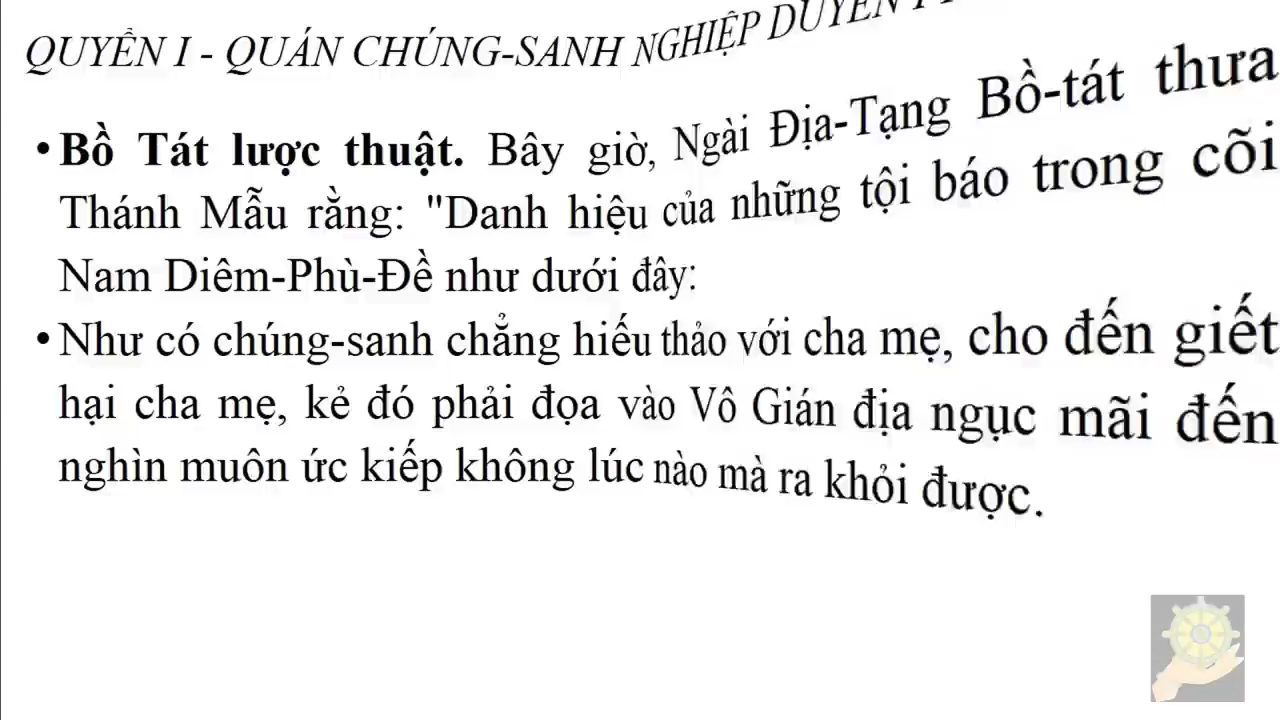 QUYỂN I - QUÁN CHÚNG-SANH NGHIỆP DUYÊN
• Bồ Tát lược thuật. Bây giờ, Ngài Địa-Tạng Bồ-tát thưa
Thánh Mẫu rằng: "Danh hiệu của những tội báo trong cõi
Nam Diêm-Phù-Đề như dưới đây:
• Như có chúng-sanh chẳng hiếu thảo với cha mẹ, cho đến giết
hại cha mẹ, kẻ đó phải đọa vào Vô Gián địa ngục mãi đến
nghìn muôn ức kiếp không lúc nào mà ra khỏi được.